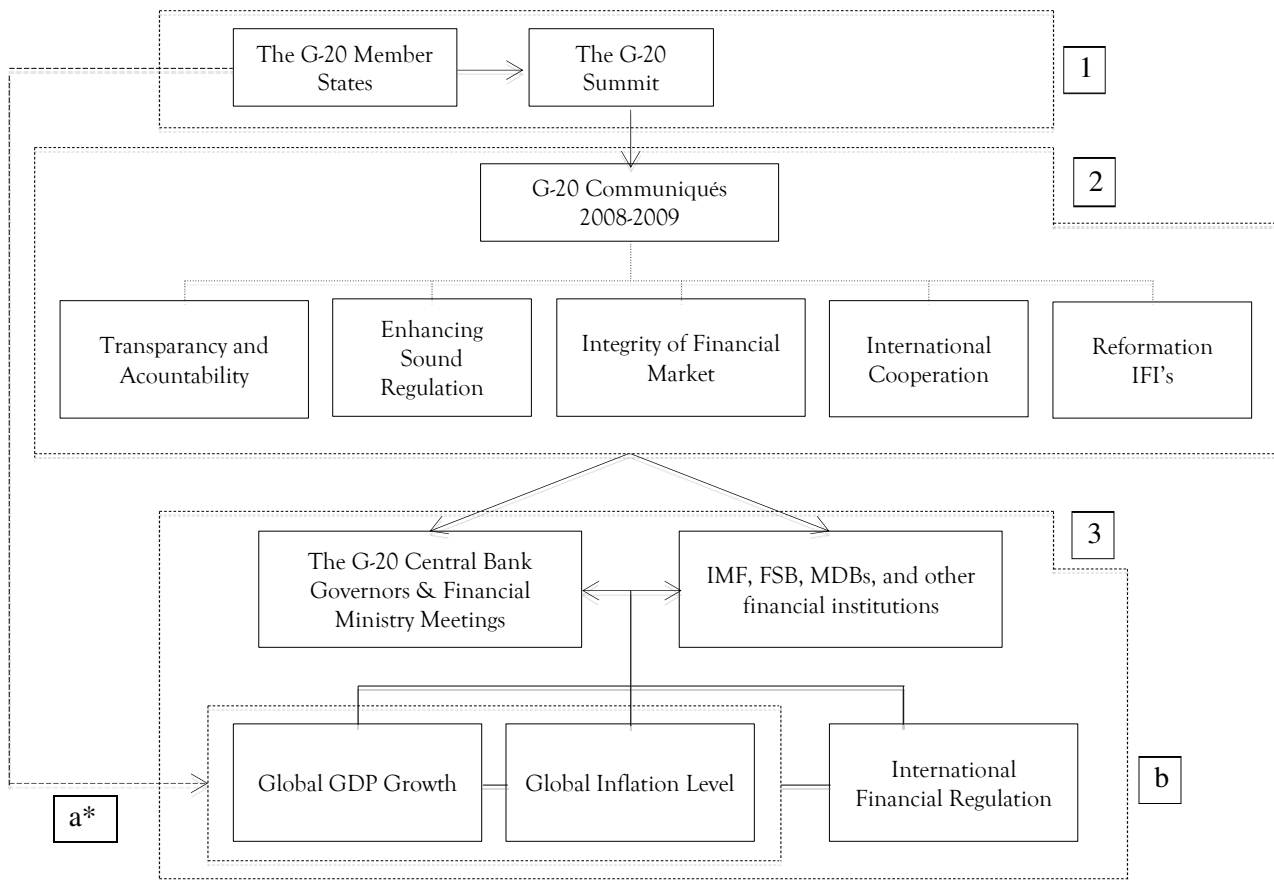 The G-20 Member
States
The G-20
Summit
1
2
G-20 Communiqués
2008-2009
Transparancy and
Acountability
Enhancing
Sound
Regulation
Integrity of Financial
Market
International
Cooperation
Reformation
IFI's
3
The G-20 Central Bank
Governors & Financial
Ministry Meetings
IMF, FSB, MDBs, and other
financial institutions
Global GDP Growth
Global Inflation Level
International
Financial Regulation
b
a*